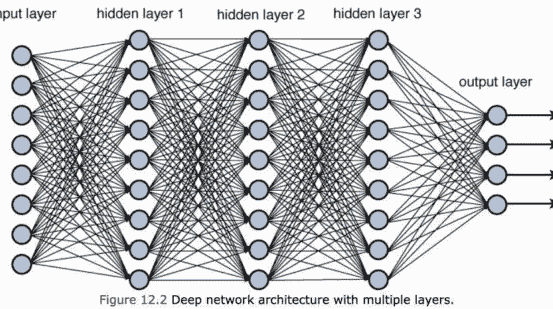 nput layer
hidden layer 1
hidden layer 2
hidden layer 3
output layer
Figure 12.2 Deep network architecture with multiple layers.